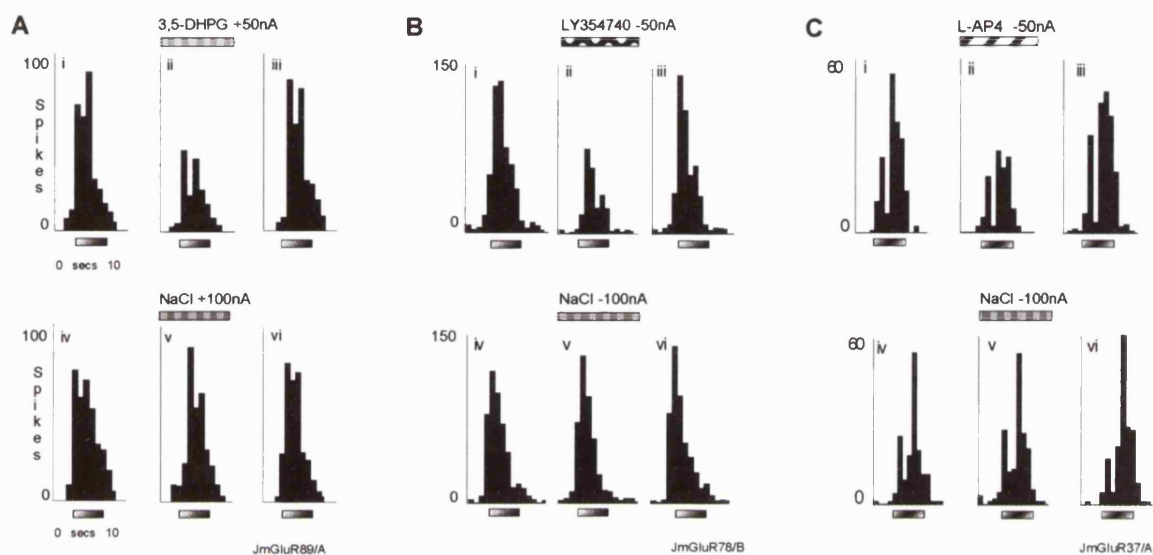 A
3,5-DHPG +50nA
B
LY354740 -50nA
C
L-AP4 -50nA
100
Spikes
0
i
ii
iii
0 secs 10
150
0
i
ii
iii
60
0
i
ii
iii
NaCl +100nA
NaCl -100nA
NaCl -100nA
100
Spikes
0
iv
v
vi
0 secs 10
150
0
iv
v
vi
60
0
iv
v
vi
JmGluR89/A
JmGluR78/B
JmGluR37/A